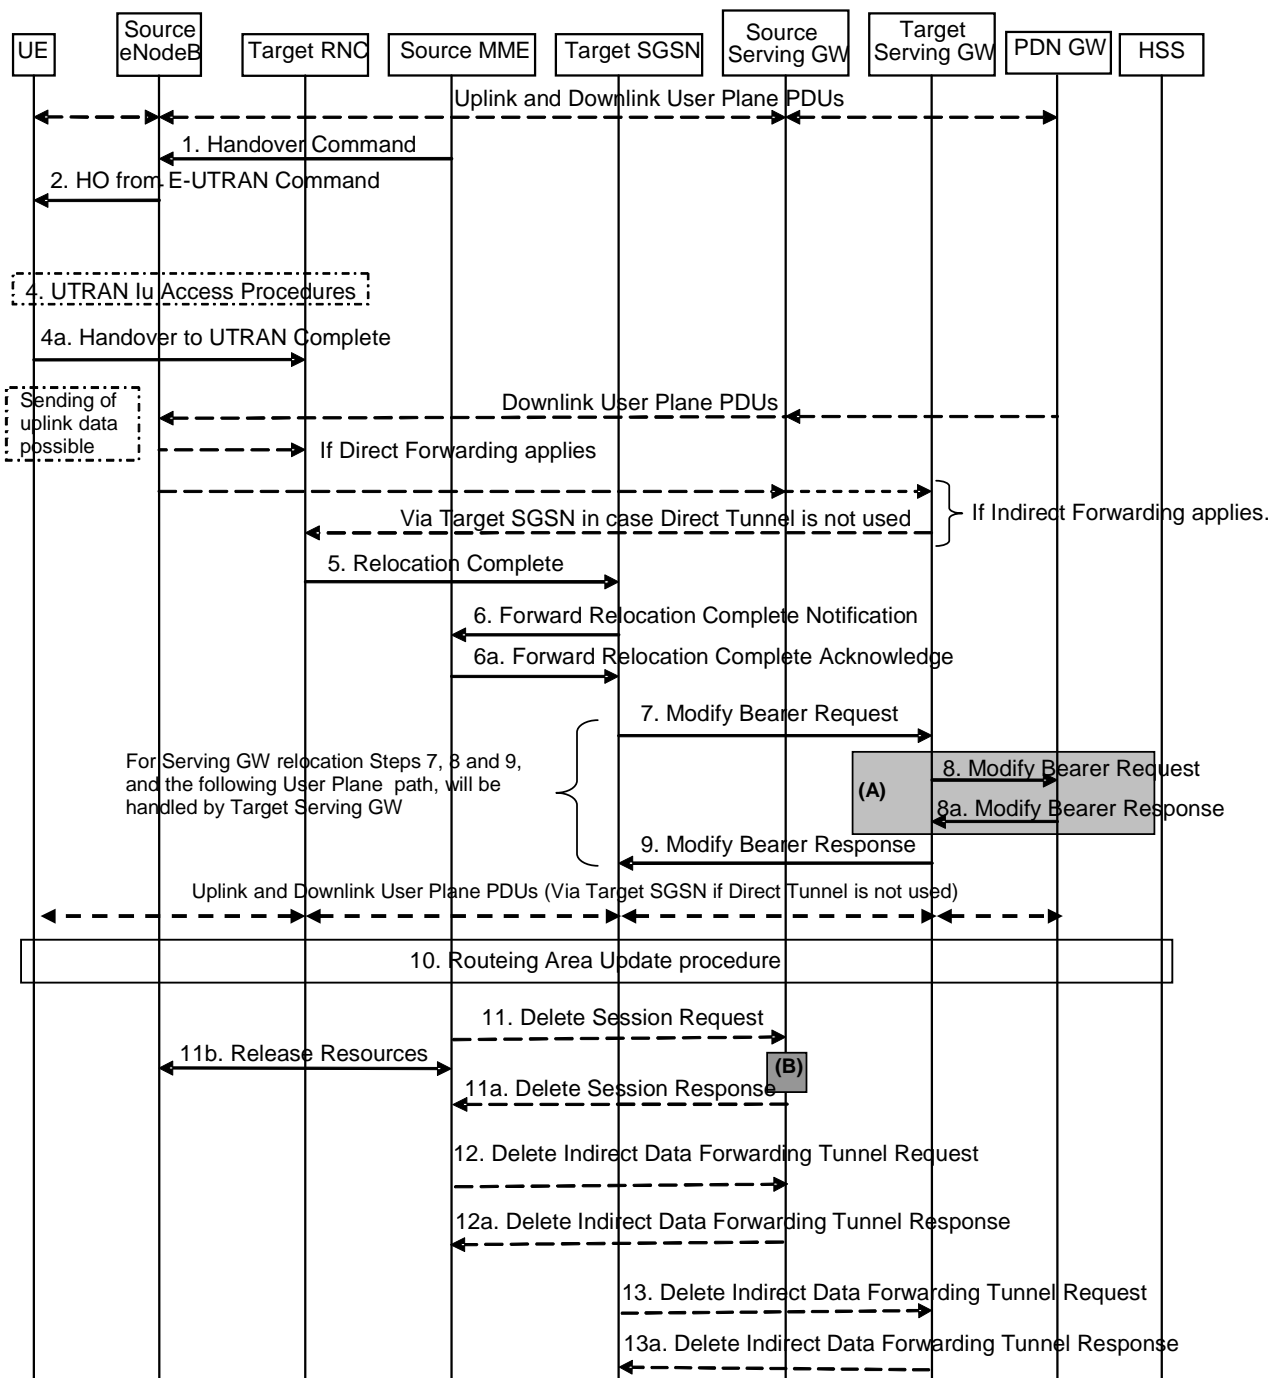 UE
Source
eNodeB
Target RNC
Source MME
Target SGSN
Source
Serving GW
Target
Serving GW
PDN GW
HSS
Uplink and Downlink User Plane PDUs
1. Handover Command
2. HO from E-UTRAN Command
4. UTRAN Iu Access Procedures
4a. Handover to UTRAN Complete
Sending of
uplink data
possible
Downlink User Plane PDUs
If Direct Forwarding applies
Via Target SGSN in case Direct Tunnel is not used
If Indirect Forwarding applies.
5. Relocation Complete
6. Forward Relocation Complete Notification
6a. Forward Relocation Complete Acknowledge
7. Modify Bearer Request
For Serving GW relocation Steps 7, 8 and 9,
and the following User Plane path, will be
handled by Target Serving GW
(A)
8. Modify Bearer Request
8a. Modify Bearer Response
9. Modify Bearer Response
Uplink and Downlink User Plane PDUs (Via Target SGSN if Direct Tunnel is not used)
10. Routeing Area Update procedure
11. Delete Session Request
11b. Release Resources
(B)
11a. Delete Session Response
12. Delete Indirect Data Forwarding Tunnel Request
12a. Delete Indirect Data Forwarding Tunnel Response
13. Delete Indirect Data Forwarding Tunnel Request
13a. Delete Indirect Data Forwarding Tunnel Response